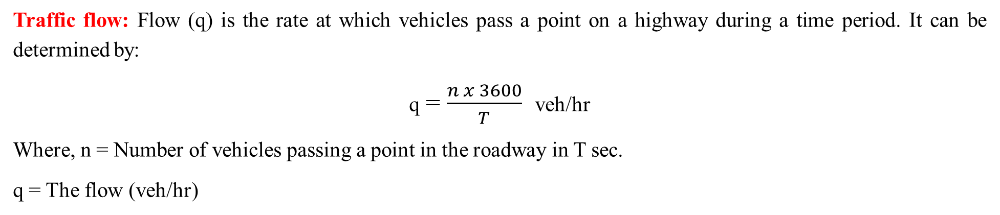 Traffic flow: Flow (q) is the rate at which vehicles pass a point on a highway during a time period. It can be
determined by:
q = n x 3600 / T veh/hr
Where, n = Number of vehicles passing a point in the roadway in T sec.
q = The flow (veh/hr)